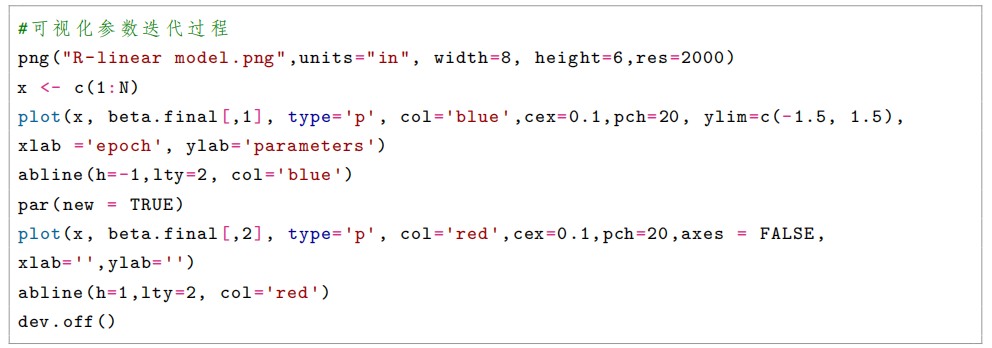 #可视化参数迭代过程
png("R-linear model.png",units="in", width=8, height=6,res=2000)
x <- c(1:N)
plot(x, beta.final[,1], type='p', col='blue',cex=0.1,pch=20, ylim=c(-1.5, 1.5),
xlab ='epoch', ylab='parameters')
abline(h=-1,lty=2, col='blue')
par(new = TRUE)
plot(x, beta.final[,2], type='p', col='red',cex=0.1,pch=20,axes = FALSE,
xlab='',ylab='')
abline(h=1,lty=2, col='red')
dev.off()